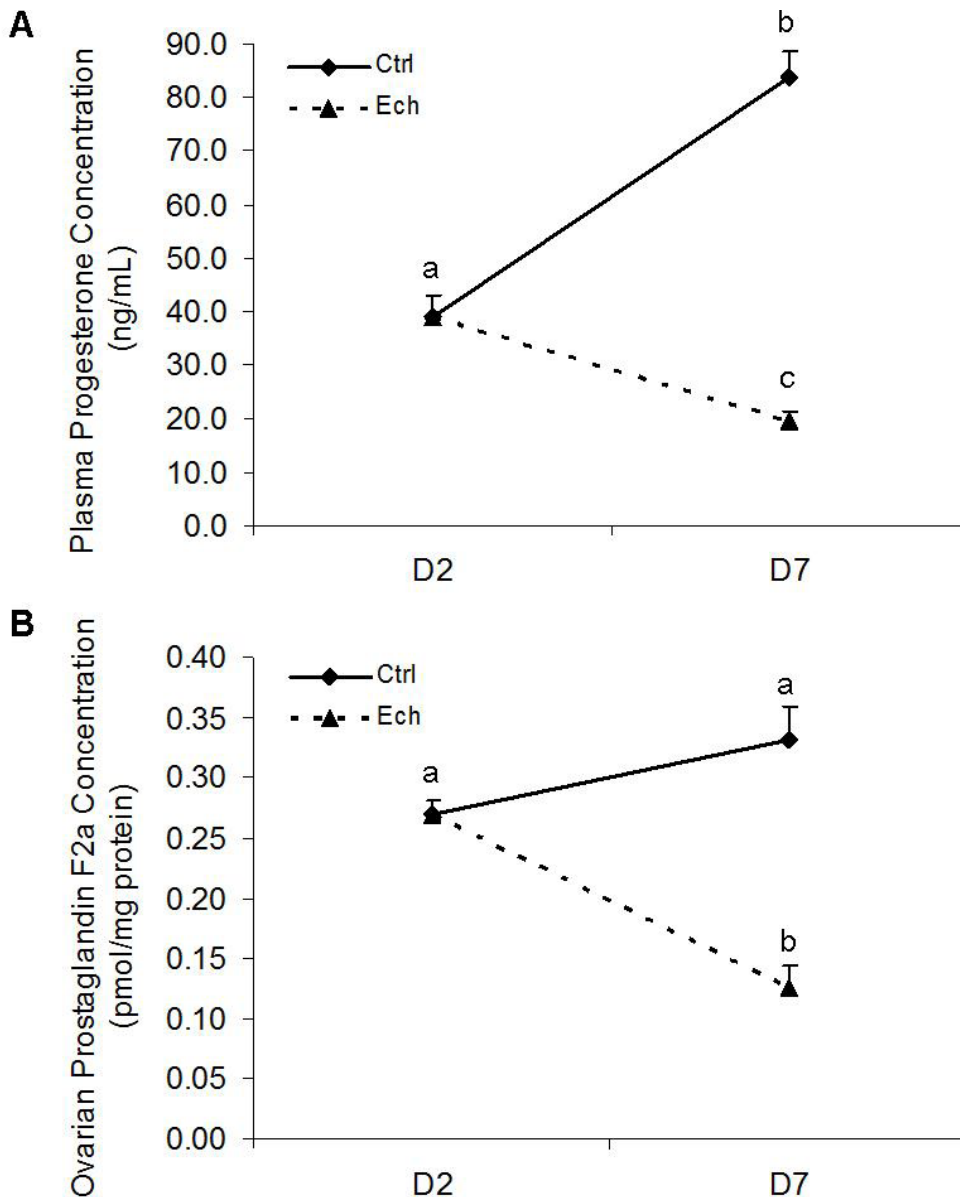 A
b
90.0
Ctrl
80.0
Ech
70.0
60.0
50.0
a
40.0
30.0
c
20.0
10.0
0.0
Plasma Progesterone Concentration
(ng/mL)
D2 D7
B
0.40
Ctrl
a
0.35
Ech
0.30
a
0.25
0.20
0.15
b
0.10
0.05
0.00
Ovarian Prostaglandin F2a Concentration
(pmol/mg protein)
D2 D7